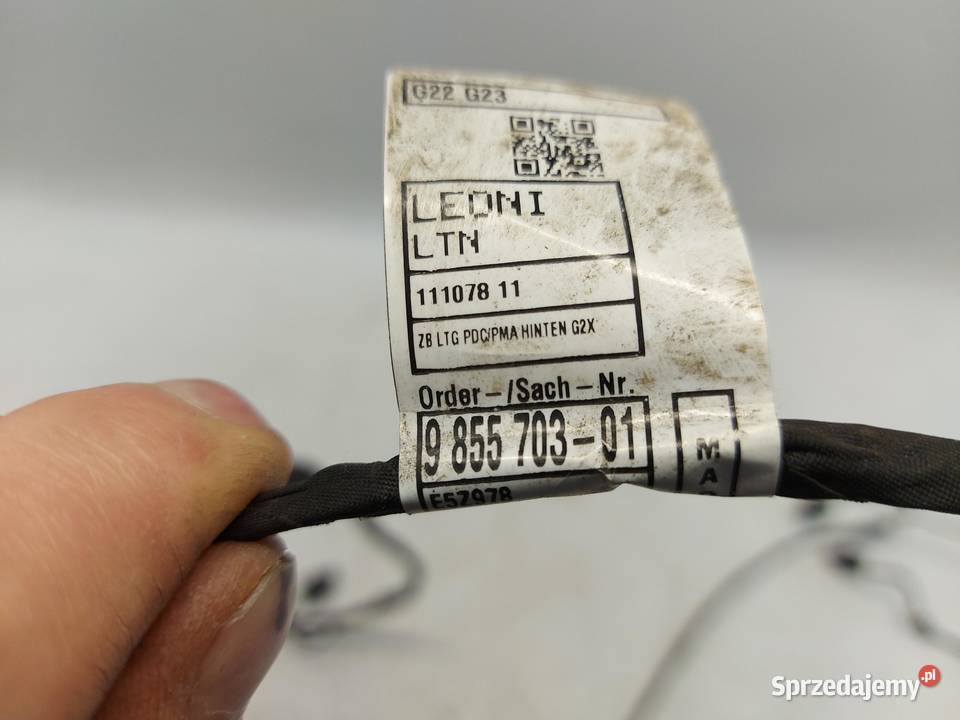 G22 G23
LEONI
LTN
111078 11
ZB LTG PDC/PMA HINTEN G2X
Order-/Sach-Nr.
9 855 703-01
E57978
Sprzedajemy.pl